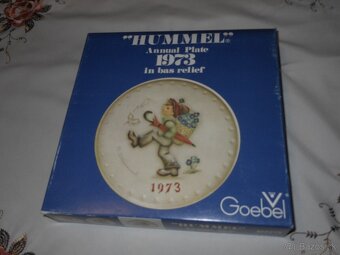 "HUMMEL"®
Annual Plate
1973
in bas relief
1973
Goebel